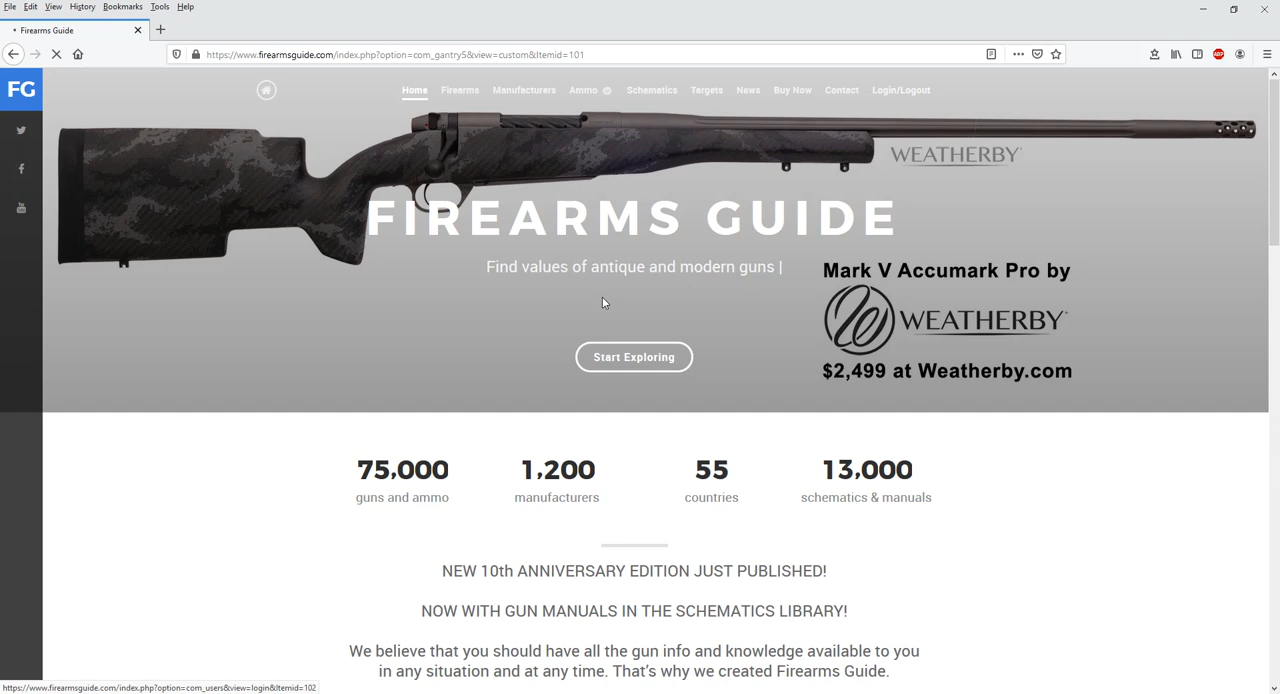 File Edit View History Bookmarks Tools Help
Firearms Guide
https://www.firearmsguide.com/index.php?option=com_gantry5&view=custom&Itemid=101
FG
Home Firearms Manufacturers Ammo Schematics Targets News Buy Now Contact Login/Logout
WEATHERBY
FIREARMS GUIDE
Find values of antique and modern guns |
Mark V Accumark Pro by
WEATHERBY
$2,499 at Weatherby.com
Start Exploring
75,000 1,200 55 13,000
guns and ammo manufacturers countries schematics & manuals
NEW 10th ANNIVERSARY EDITION JUST PUBLISHED!
NOW WITH GUN MANUALS IN THE SCHEMATICS LIBRARY!
We believe that you should have all the gun info and knowledge available to you
in any situation and at any time. That's why we created Firearms Guide.
https://www.firearmsguide.com/index.php?option=com_users&view=login&Itemid=102